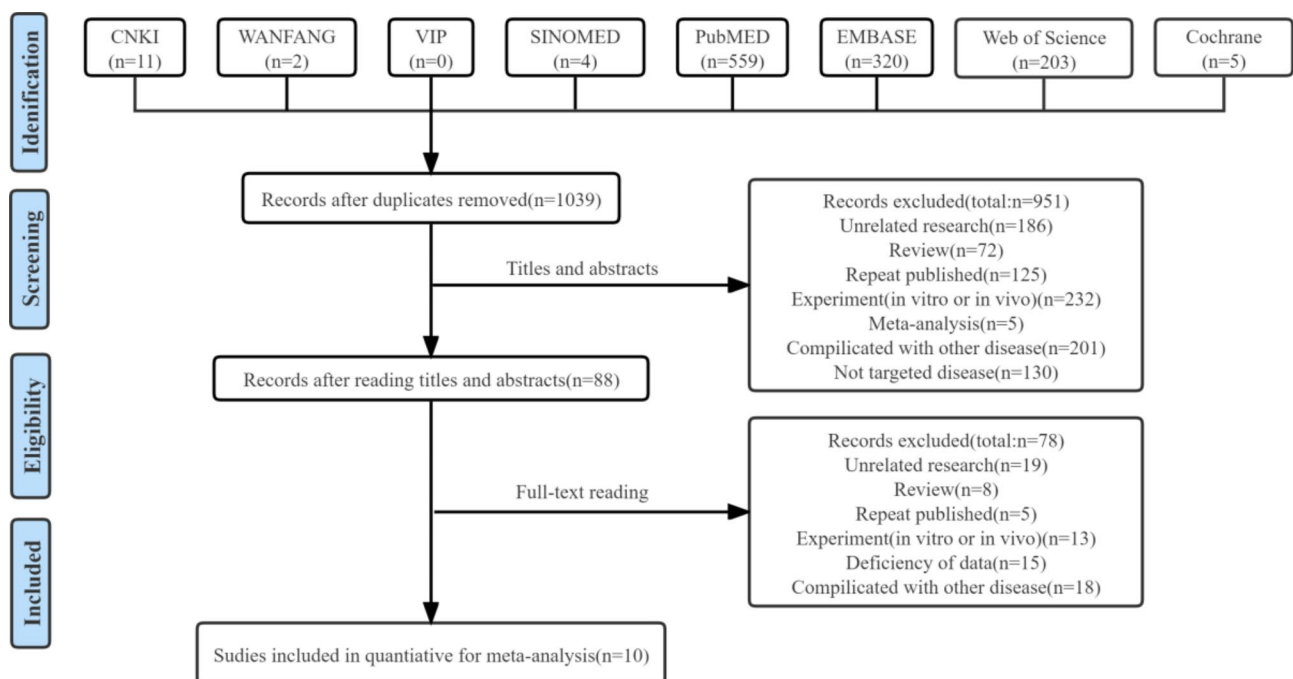 Idenification
CNKI
(n=11)
WANFANG
(n=2)
VIP
(n=0)
SINOMED
(n=4)
PubMED
(n=559)
EMBASE
(n=320)
Web of Science
(n=203)
Cochrane
(n=5)
Screening
Records after duplicates removed(n=1039)
Titles and abstracts
Records excluded(total:n=951)
Unrelated research(n=186)
Review(n=72)
Repeat published(n=125)
Experiment(in vitro or in vivo)(n=232)
Meta-analysis(n=5)
Compilicated with other disease(n=201)
Not targeted disease(n=130)
Eligibility
Records after reading titles and abstracts(n=88)
Full-text reading
Records excluded(total:n=78)
Unrelated research(n=19)
Review(n=8)
Repeat published(n=5)
Experiment(in vitro or in vivo)(n=13)
Deficiency of data(n=15)
Compilicated with other disease(n=18)
Included
Sudies included in quantiative for meta-analysis(n=10)